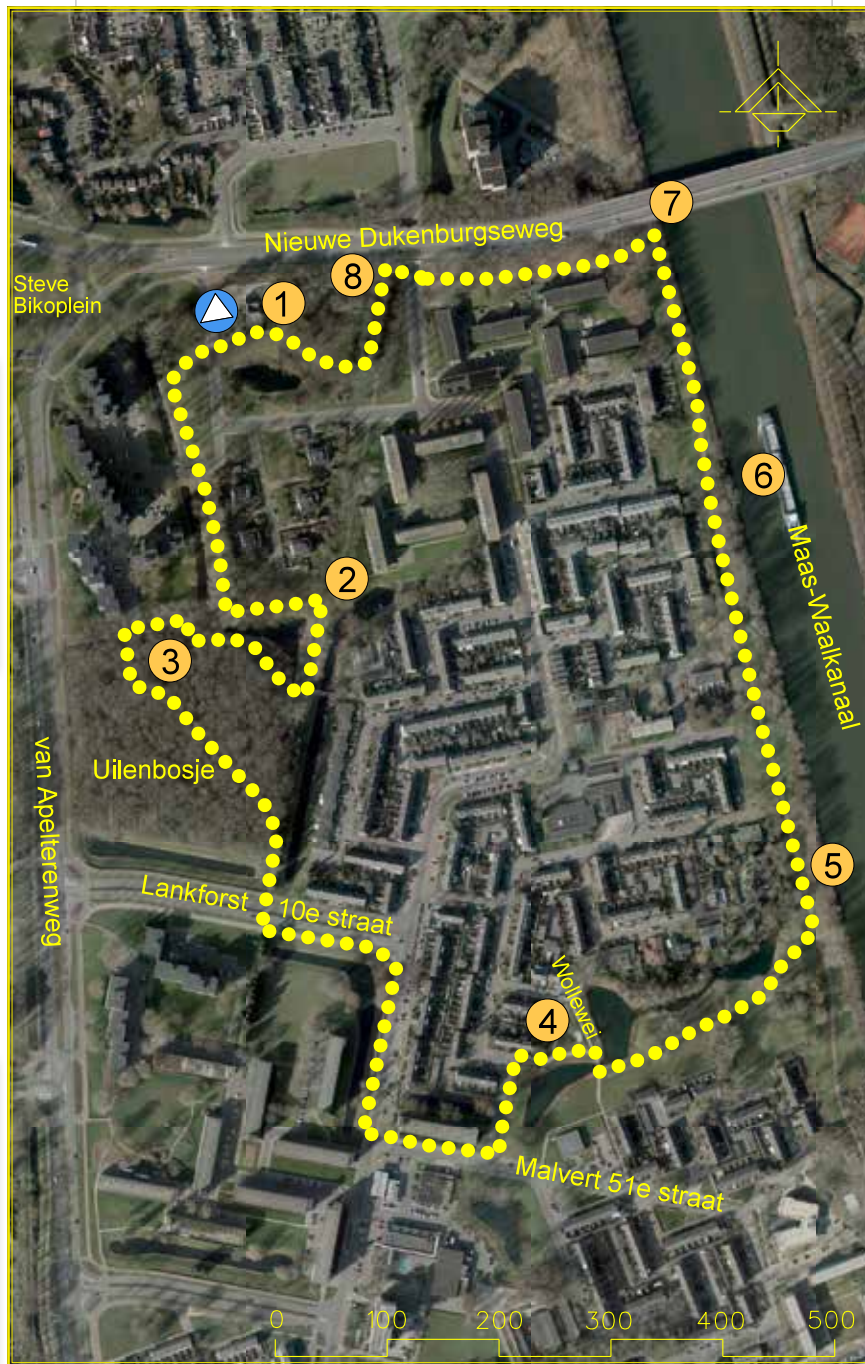 7
Nieuwe Dukenburgseweg
8
Steve
Bikoplein
1
6
Maas-Waalkanaal
2
3
Uilenbosje
van Apelterenweg
5
Lankforst 10e straat
Wollewei
4
Malvert 51e straat
0 100 200 300 400 500